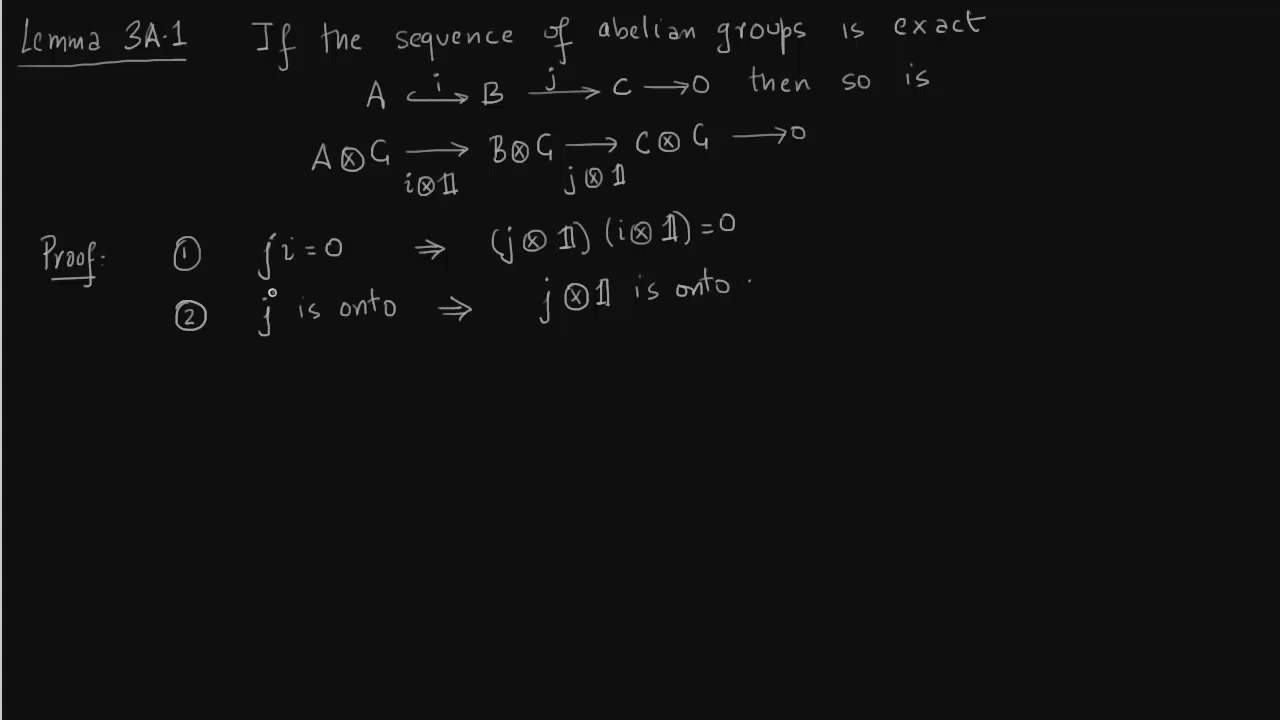 Lemma 3A.1 If the sequence of abelian groups is exact
A ↪ B → C → 0 then so is
i j
A ⊗ G → B ⊗ G → C ⊗ G → 0
i ⊗ 𝟙 j ⊗ 𝟙
Proof: ① j i = 0 ⇒ (j ⊗ 𝟙) (i ⊗ 𝟙) = 0
② j is onto ⇒ j ⊗ 𝟙 is onto.